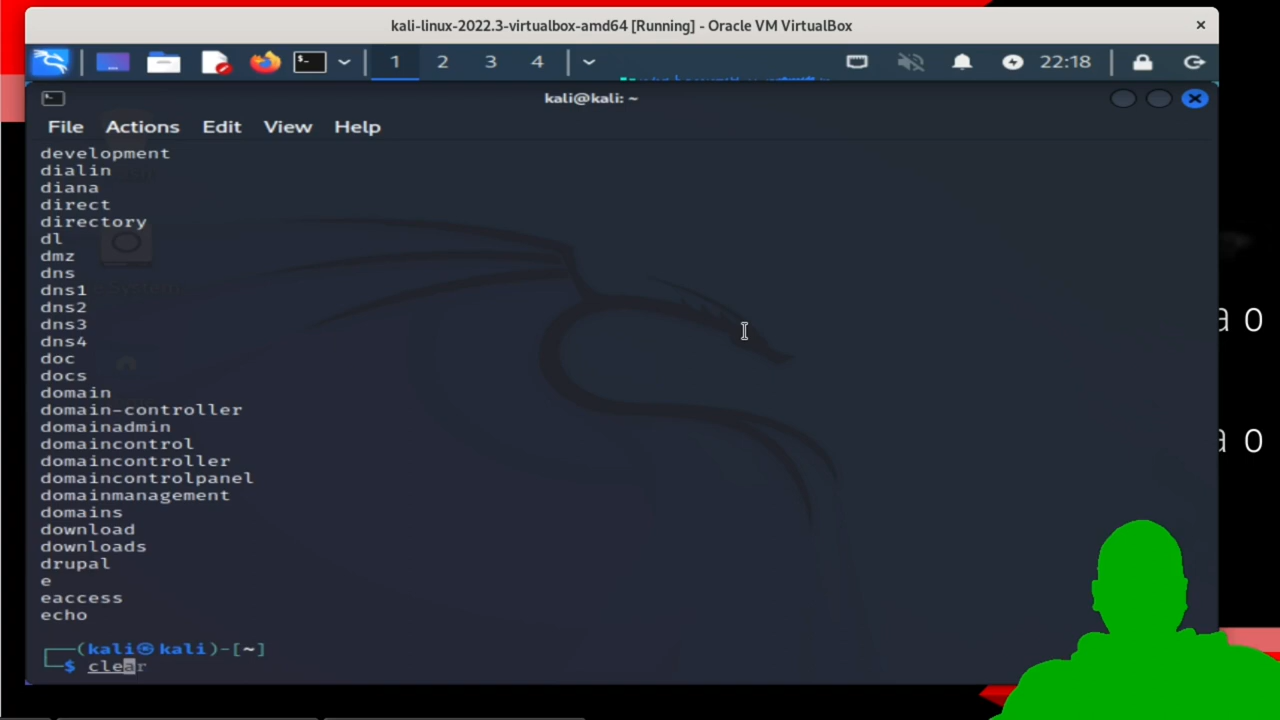 kali-linux-2022.3-virtualbox-amd64 [Running] - Oracle VM VirtualBox
1 2 3 4 22:18
kali@kali: ~
File Actions Edit View Help
development
dialin
diana
direct
directory
dl
dmz
dns
dns1
dns2
dns3
dns4
doc
docs
domain
domain-controller
domainadmin
domaincontrol
domaincontroller
domaincontrolpanel
domainmanagement
domains
download
downloads
drupal
e
eaccess
echo
(kali㉿kali)-[~]
$ clear